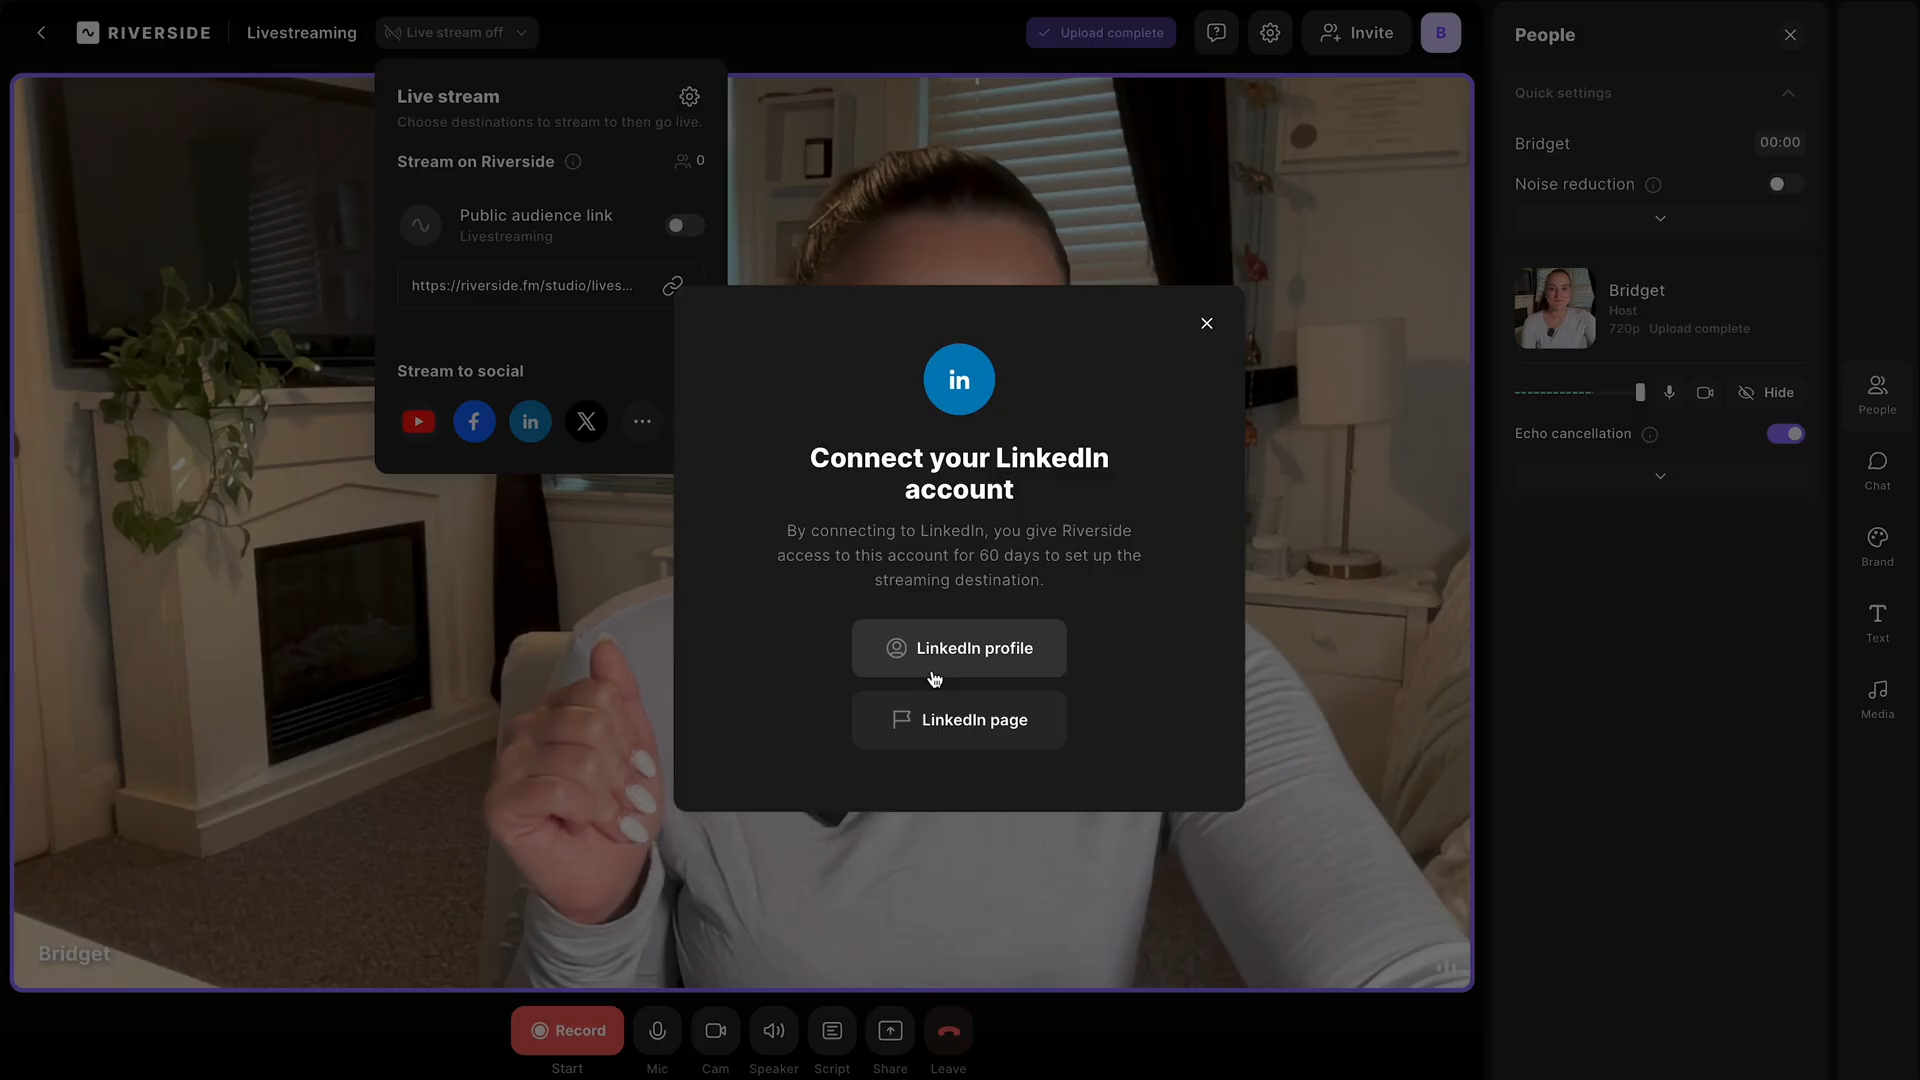 RIVERSIDE
Livestreaming
Live stream off
Upload complete
Invite
B
Live stream
Choose destinations to stream to then go live.
Stream on Riverside
0
Public audience link
Livestreaming
https://riverside.fm/studio/lives...
Stream to social
in
Connect your LinkedIn
account
By connecting to LinkedIn, you give Riverside
access to this account for 60 days to set up the
streaming destination.
LinkedIn profile
LinkedIn page
Bridget
Record
Start
Mic
Cam
Speaker
Script
Share
Leave
People
Quick settings
Bridget
00:00
Noise reduction
Bridget
Host
720p Upload complete
Hide
Echo cancellation
People
Chat
Brand
Text
Media